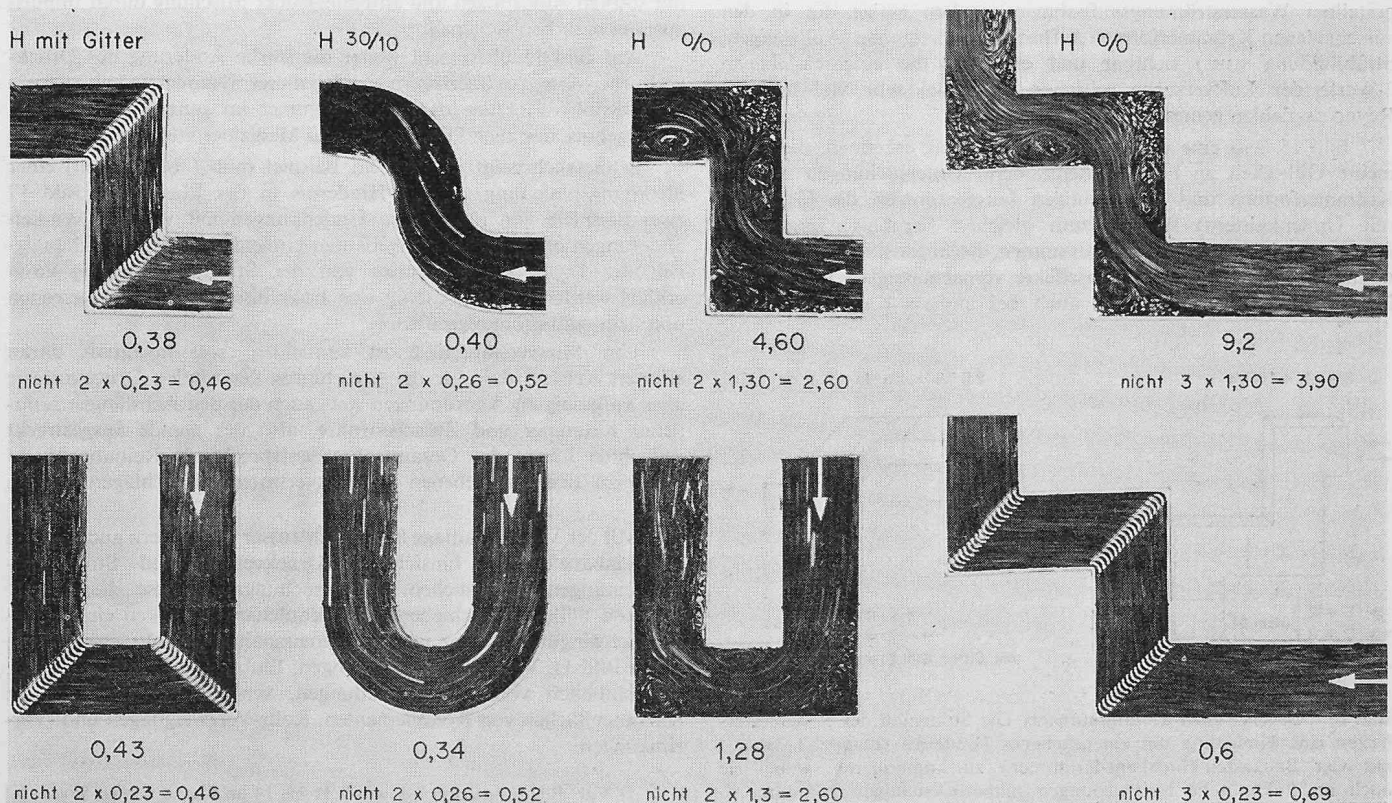 H mit Gitter
H 30/10
H 0/0
H 0/0
0,38
0,40
4,60
9,2
nicht 2 x 0,23 = 0,46
nicht 2 x 0,26 = 0,52
nicht 2 x 1,30 = 2,60
nicht 3 x 1,30 = 3,90
0,43
0,34
1,28
0,6
nicht 2 x 0,23 = 0,46
nicht 2 x 0,26 = 0,52
nicht 2 x 1,3 = 2,60
nicht 3 x 0,23 = 0,69